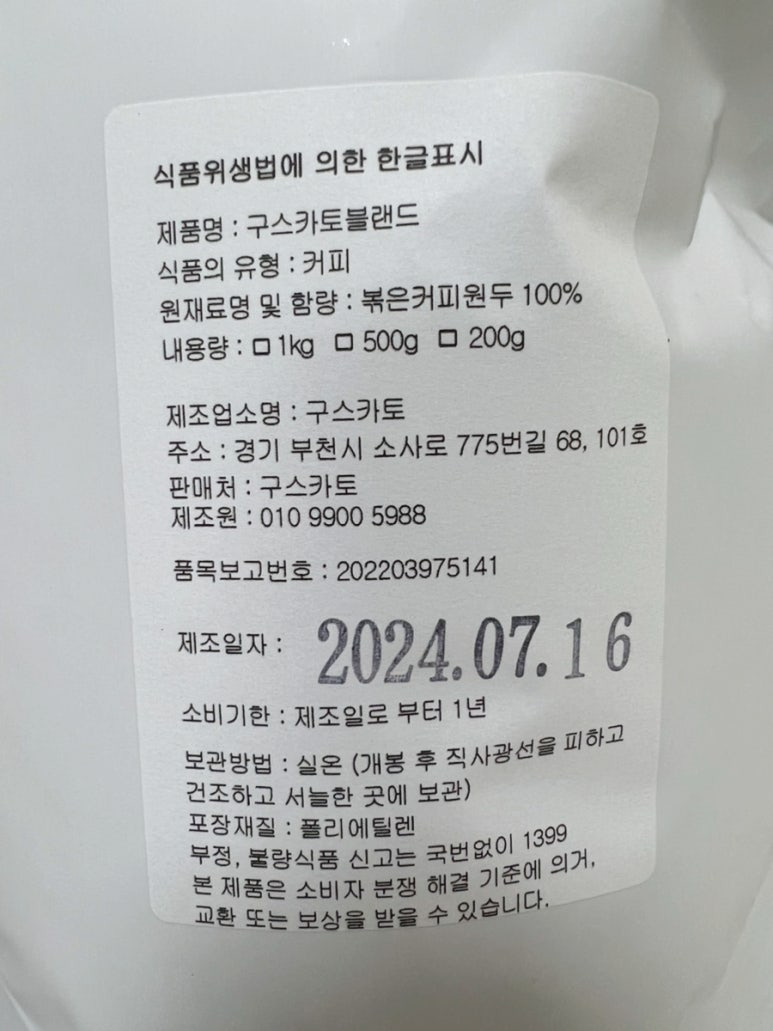 식품위생법에 의한 한글표시
제품명 : 구스카토블랜드
식품의 유형 : 커피
원재료명 및 함량 : 볶은커피원두 100%
내용량 : □ 1kg □ 500g □ 200g
제조업소명 : 구스카토
주소 : 경기 부천시 소사로 775번길 68, 101호
판매처 : 구스카토
제조원 : 010 9900 5988
품목보고번호 : 202203975141
제조일자 : 2024.07.16
소비기한 : 제조일로 부터 1년
보관방법 : 실온 (개봉 후 직사광선을 피하고
건조하고 서늘한 곳에 보관)
포장재질 : 폴리에틸렌
부정, 불량식품 신고는 국번없이 1399
본 제품은 소비자 분쟁 해결 기준에 의거,
교환 또는 보상을 받을 수 있습니다.